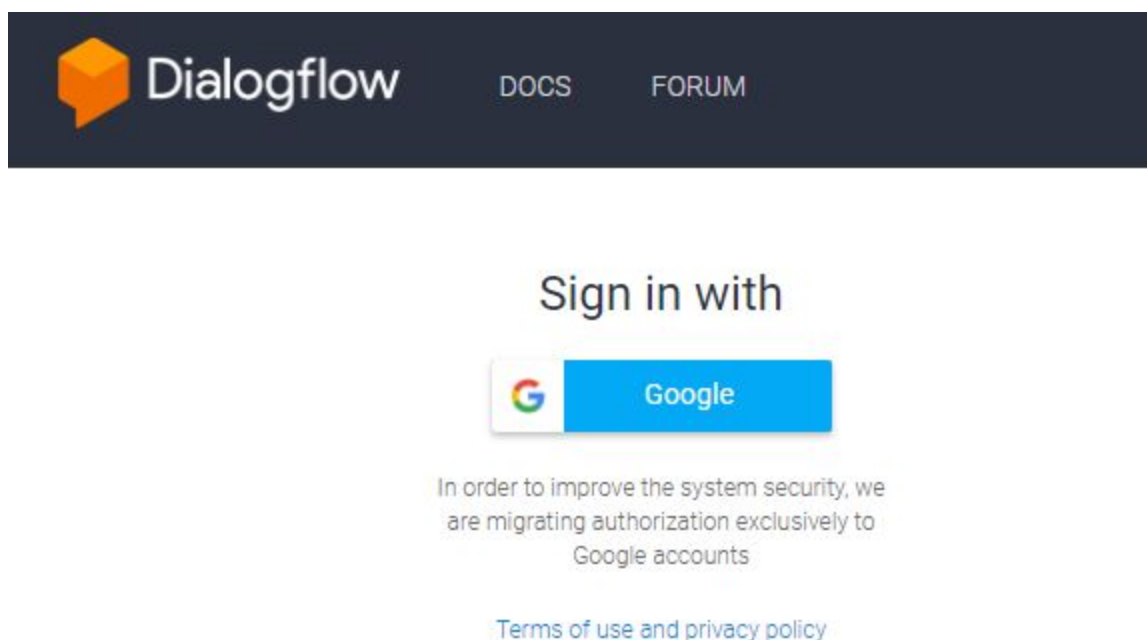 Dialogflow DOCS FORUM
Sign in with
Google
In order to improve the system security, we
are migrating authorization exclusively to
Google accounts
Terms of use and privacy policy